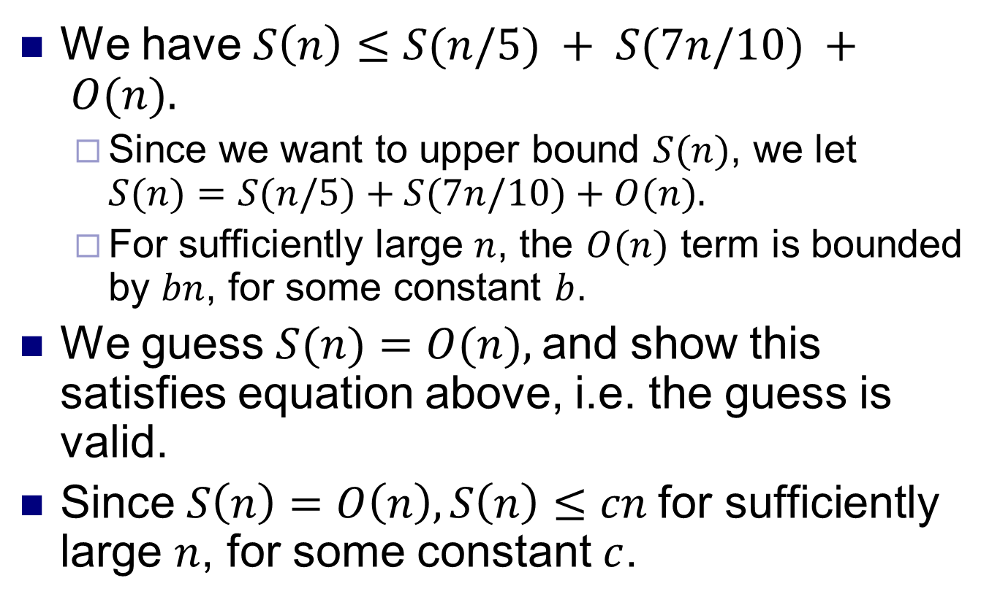 We have S(n) ≤ S(n/5) + S(7n/10) +
O(n).
Since we want to upper bound S(n), we let
S(n) = S(n/5) + S(7n/10) + O(n).
For sufficiently large n, the O(n) term is bounded
by bn, for some constant b.
We guess S(n) = O(n), and show this
satisfies equation above, i.e. the guess is
valid.
Since S(n) = O(n), S(n) ≤ cn for sufficiently
large n, for some constant c.